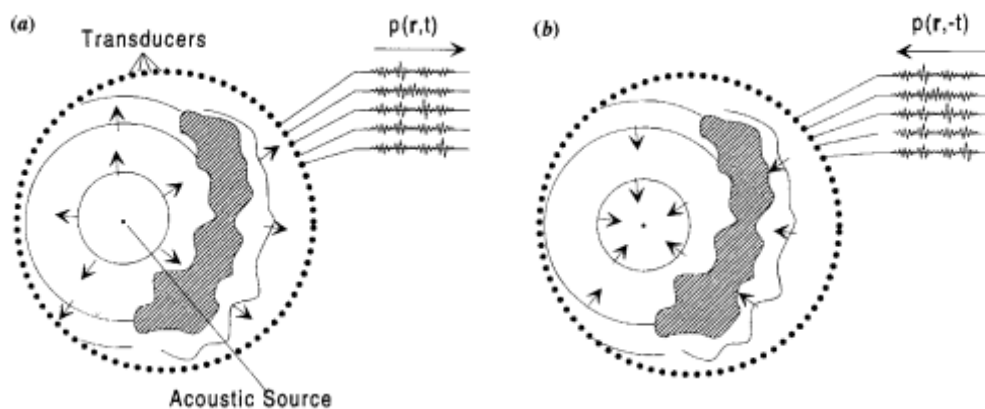 (a)
Transducers
p(r,t)
Acoustic Source
(b)
p(r,-t)